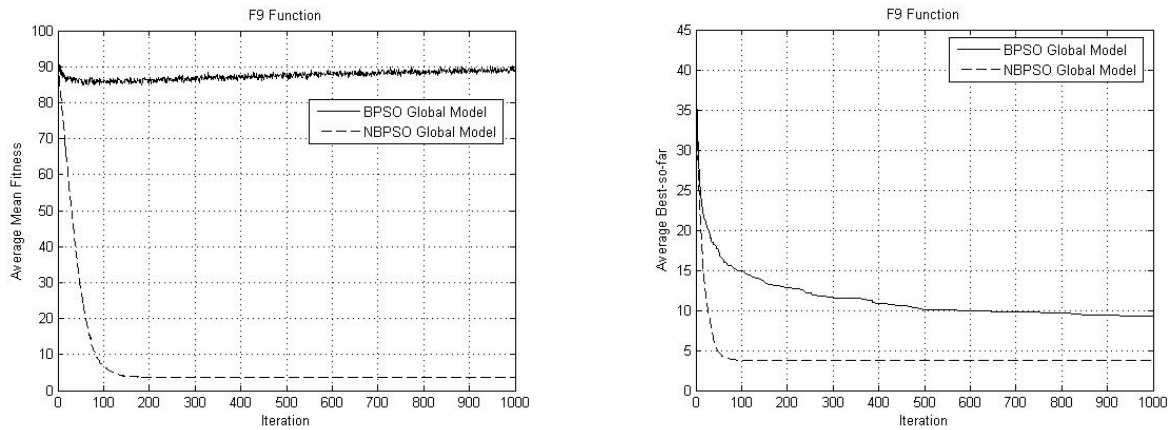 F9 Function
100
90
80
70
60
50
40
30
20
10
0
Average Mean Fitness
BPSO Global Model
NBPSO Global Model
0 100 200 300 400 500 600 700 800 900 1000
Iteration
F9 Function
45
40
35
30
25
20
15
10
5
0
Average Best-so-far
BPSO Global Model
NBPSO Global Model
0 100 200 300 400 500 600 700 800 900 1000
Iteration